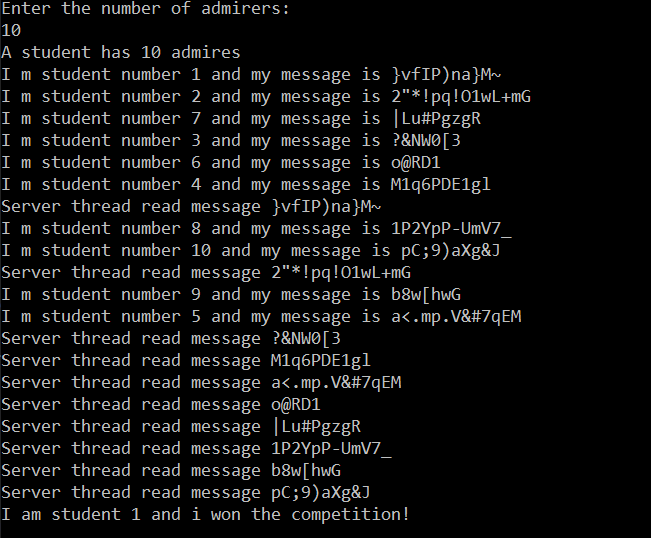 Enter the number of admirers:
10
A student has 10 admires
I m student number 1 and my message is }vfIP)na}M~
I m student number 2 and my message is 2"*!pq!O1wL+mG
I m student number 7 and my message is |Lu#PgzgR
I m student number 3 and my message is ?&NW0[3
I m student number 6 and my message is o@RD1
I m student number 4 and my message is M1q6PDE1gl
Server thread read message }vfIP)na}M~
I m student number 8 and my message is 1P2YpP-UmV7_
I m student number 10 and my message is pC;9)aXg&J
Server thread read message 2"*!pq!O1wL+mG
I m student number 9 and my message is b8w[hwG
I m student number 5 and my message is a<.mp.V&#7qEM
Server thread read message ?&NW0[3
Server thread read message M1q6PDE1gl
Server thread read message a<.mp.V&#7qEM
Server thread read message o@RD1
Server thread read message |Lu#PgzgR
Server thread read message 1P2YpP-UmV7_
Server thread read message b8w[hwG
Server thread read message pC;9)aXg&J
I am student 1 and i won the competition!